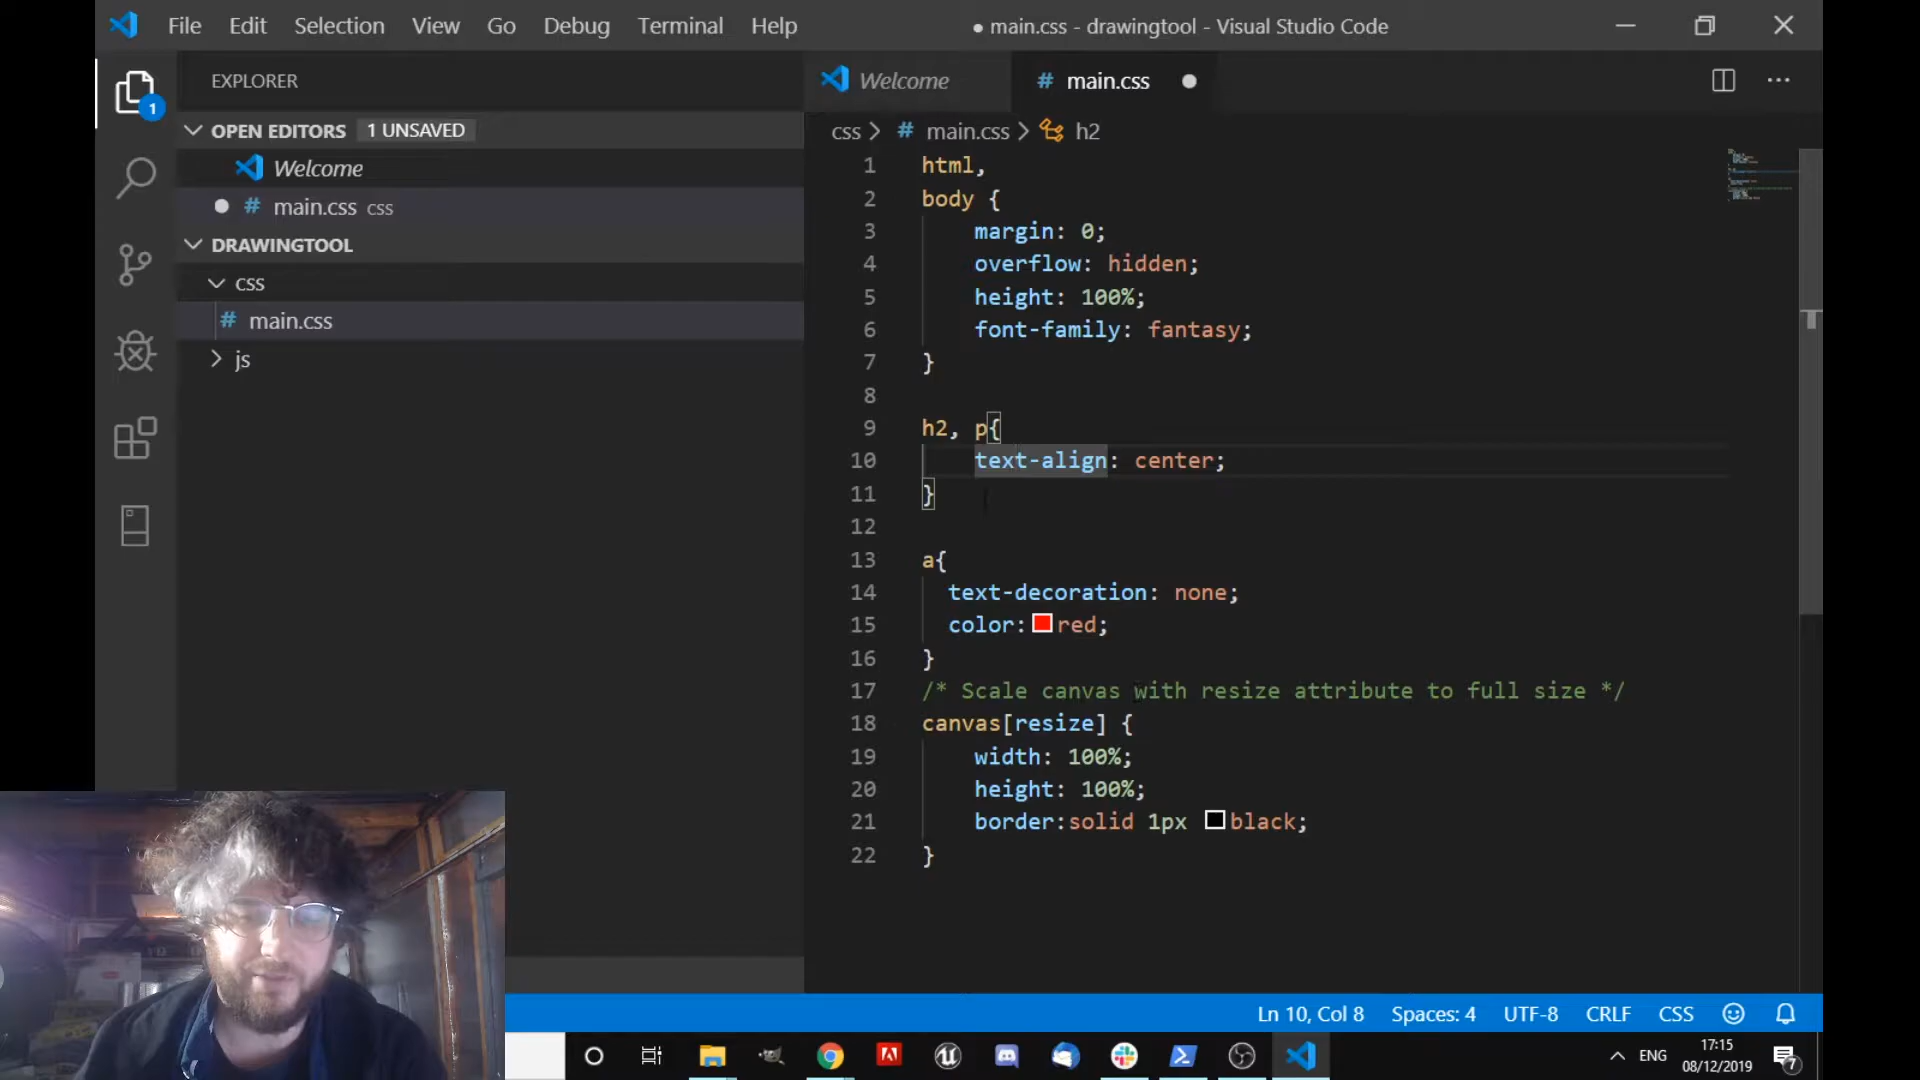 File Edit Selection View Go Debug Terminal Help
● main.css - drawingtool - Visual Studio Code
EXPLORER
OPEN EDITORS 1 UNSAVED
Welcome
# main.css css
DRAWINGTOOL
css
# main.css
js
1
Welcome
# main.css
css > # main.css > h2
1 html,
2 body {
3 margin: 0;
4 overflow: hidden;
5 height: 100%;
6 font-family: fantasy;
7 }
8
9 h2, p{
10 text-align: center;
11 }
12
13 a{
14 text-decoration: none;
15 color:red;
16 }
17 /* Scale canvas with resize attribute to full size */
18 canvas[resize] {
19 width: 100%;
20 height: 100%;
21 border:solid 1px black;
22 }
Ln 10, Col 8 Spaces: 4 UTF-8 CRLF CSS
ENG
17:15
08/12/2019
7